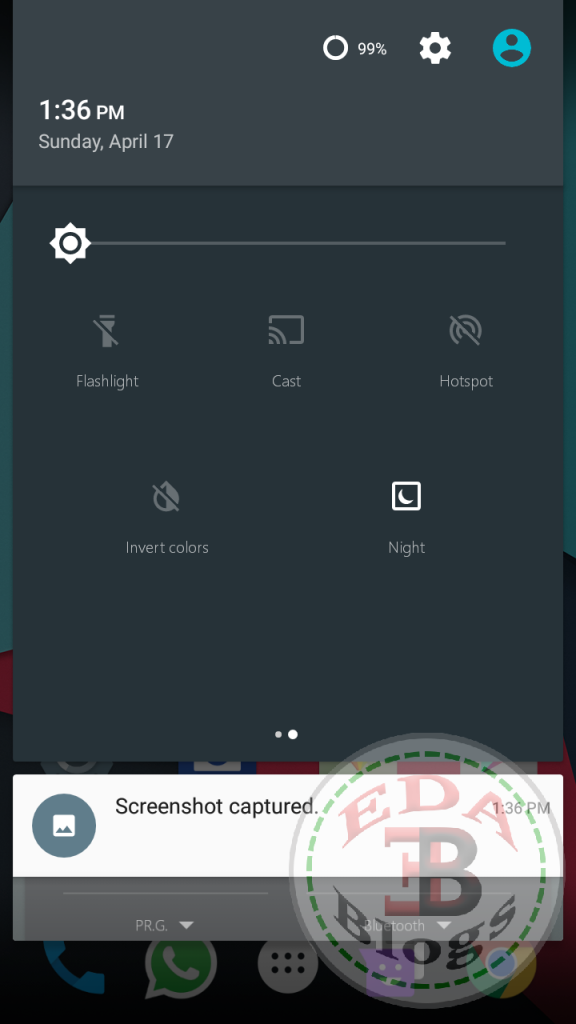 99%
1:36 PM
Sunday, April 17
Flashlight
Cast
Hotspot
Invert colors
Night
Screenshot captured.
1:36 PM
EDA
EB
Blogs
PR.G.
Bluetooth